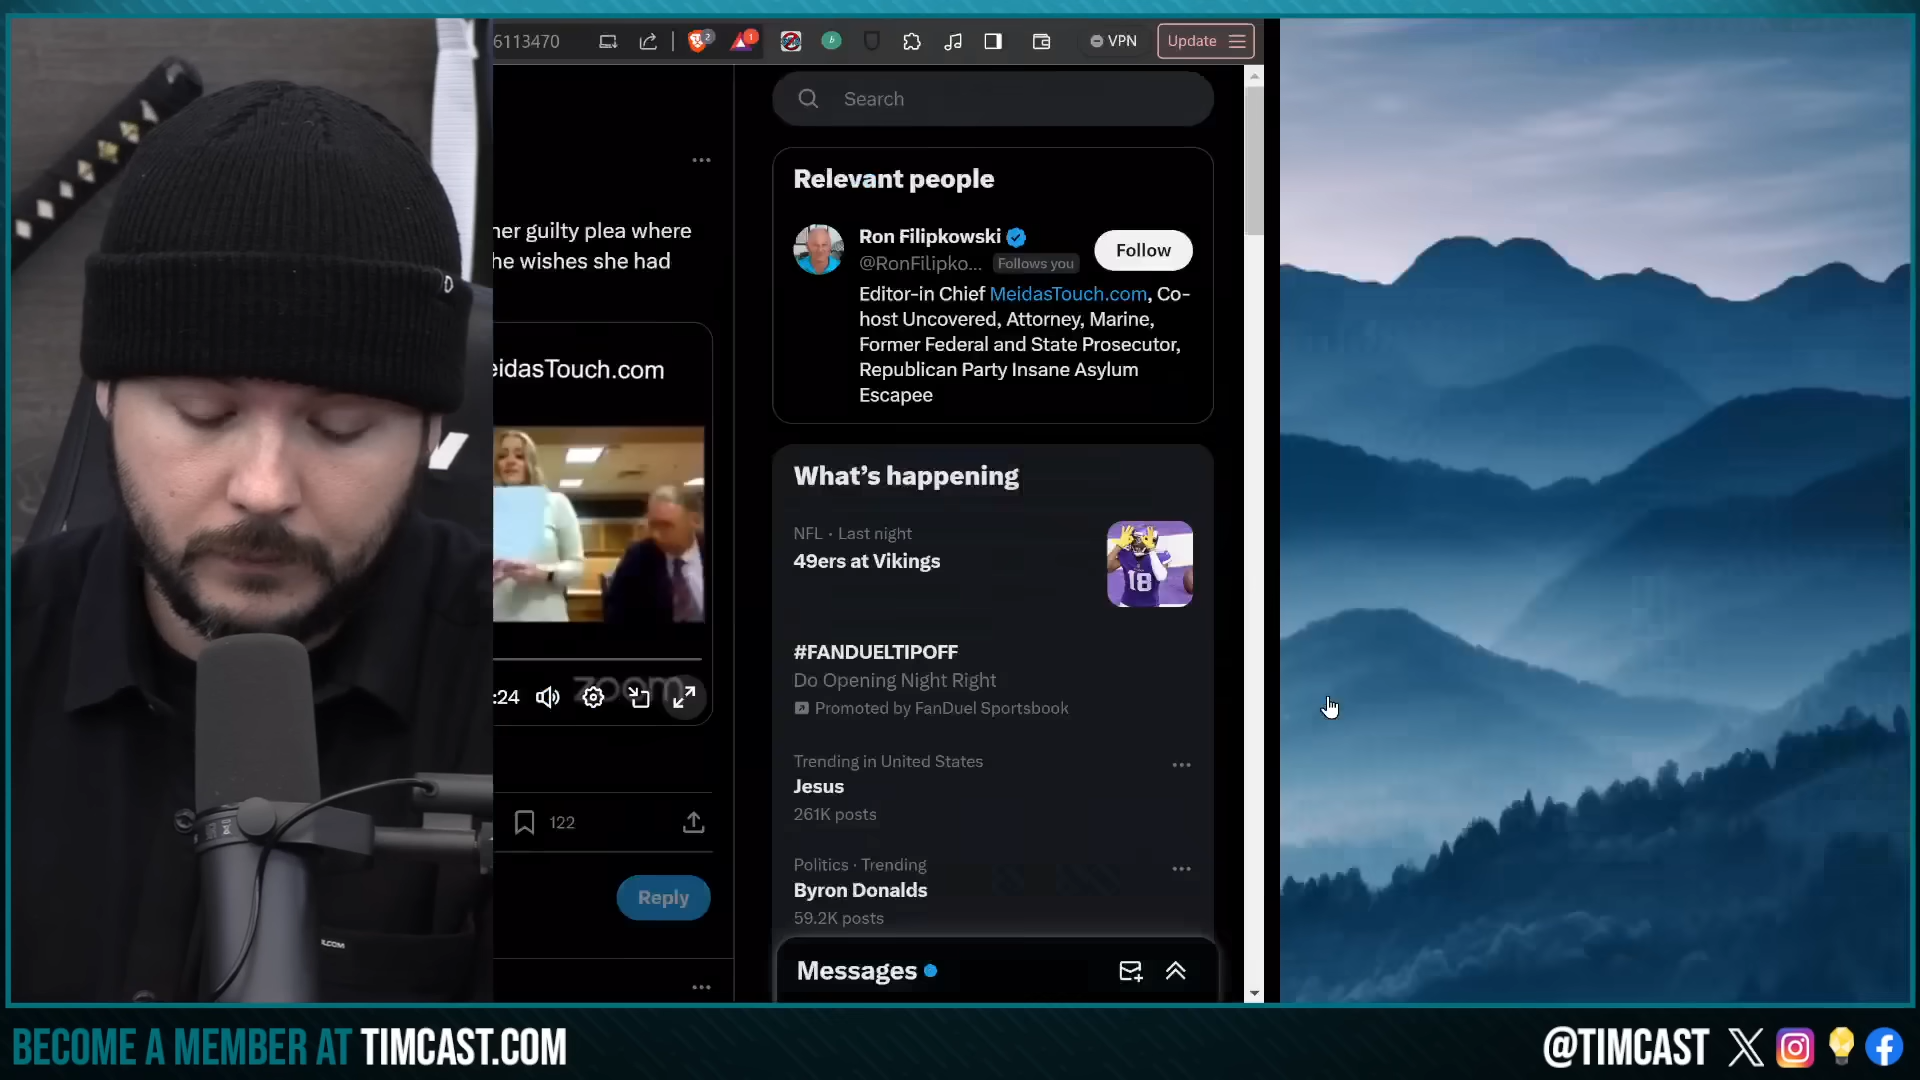 6113470
2
1
VPN
Update
Search
...
her guilty plea where
he wishes she had
Relevant people
Ron Filipkowski
@RonFilipko... Follows you
Follow
Editor-in Chief MeidasTouch.com, Co-
host Uncovered, Attorney, Marine,
Former Federal and State Prosecutor,
Republican Party Insane Asylum
Escapee
eidasTouch.com
What's happening
NFL · Last night
49ers at Vikings
18
#FANDUELTIPOFF
Do Opening Night Right
Promoted by FanDuel Sportsbook
:24
zoom
Trending in United States
Jesus
261K posts
122
Politics · Trending
Byron Donalds
59.2K posts
Reply
Messages
BECOME A MEMBER AT TIMCAST.COM
@TIMCAST